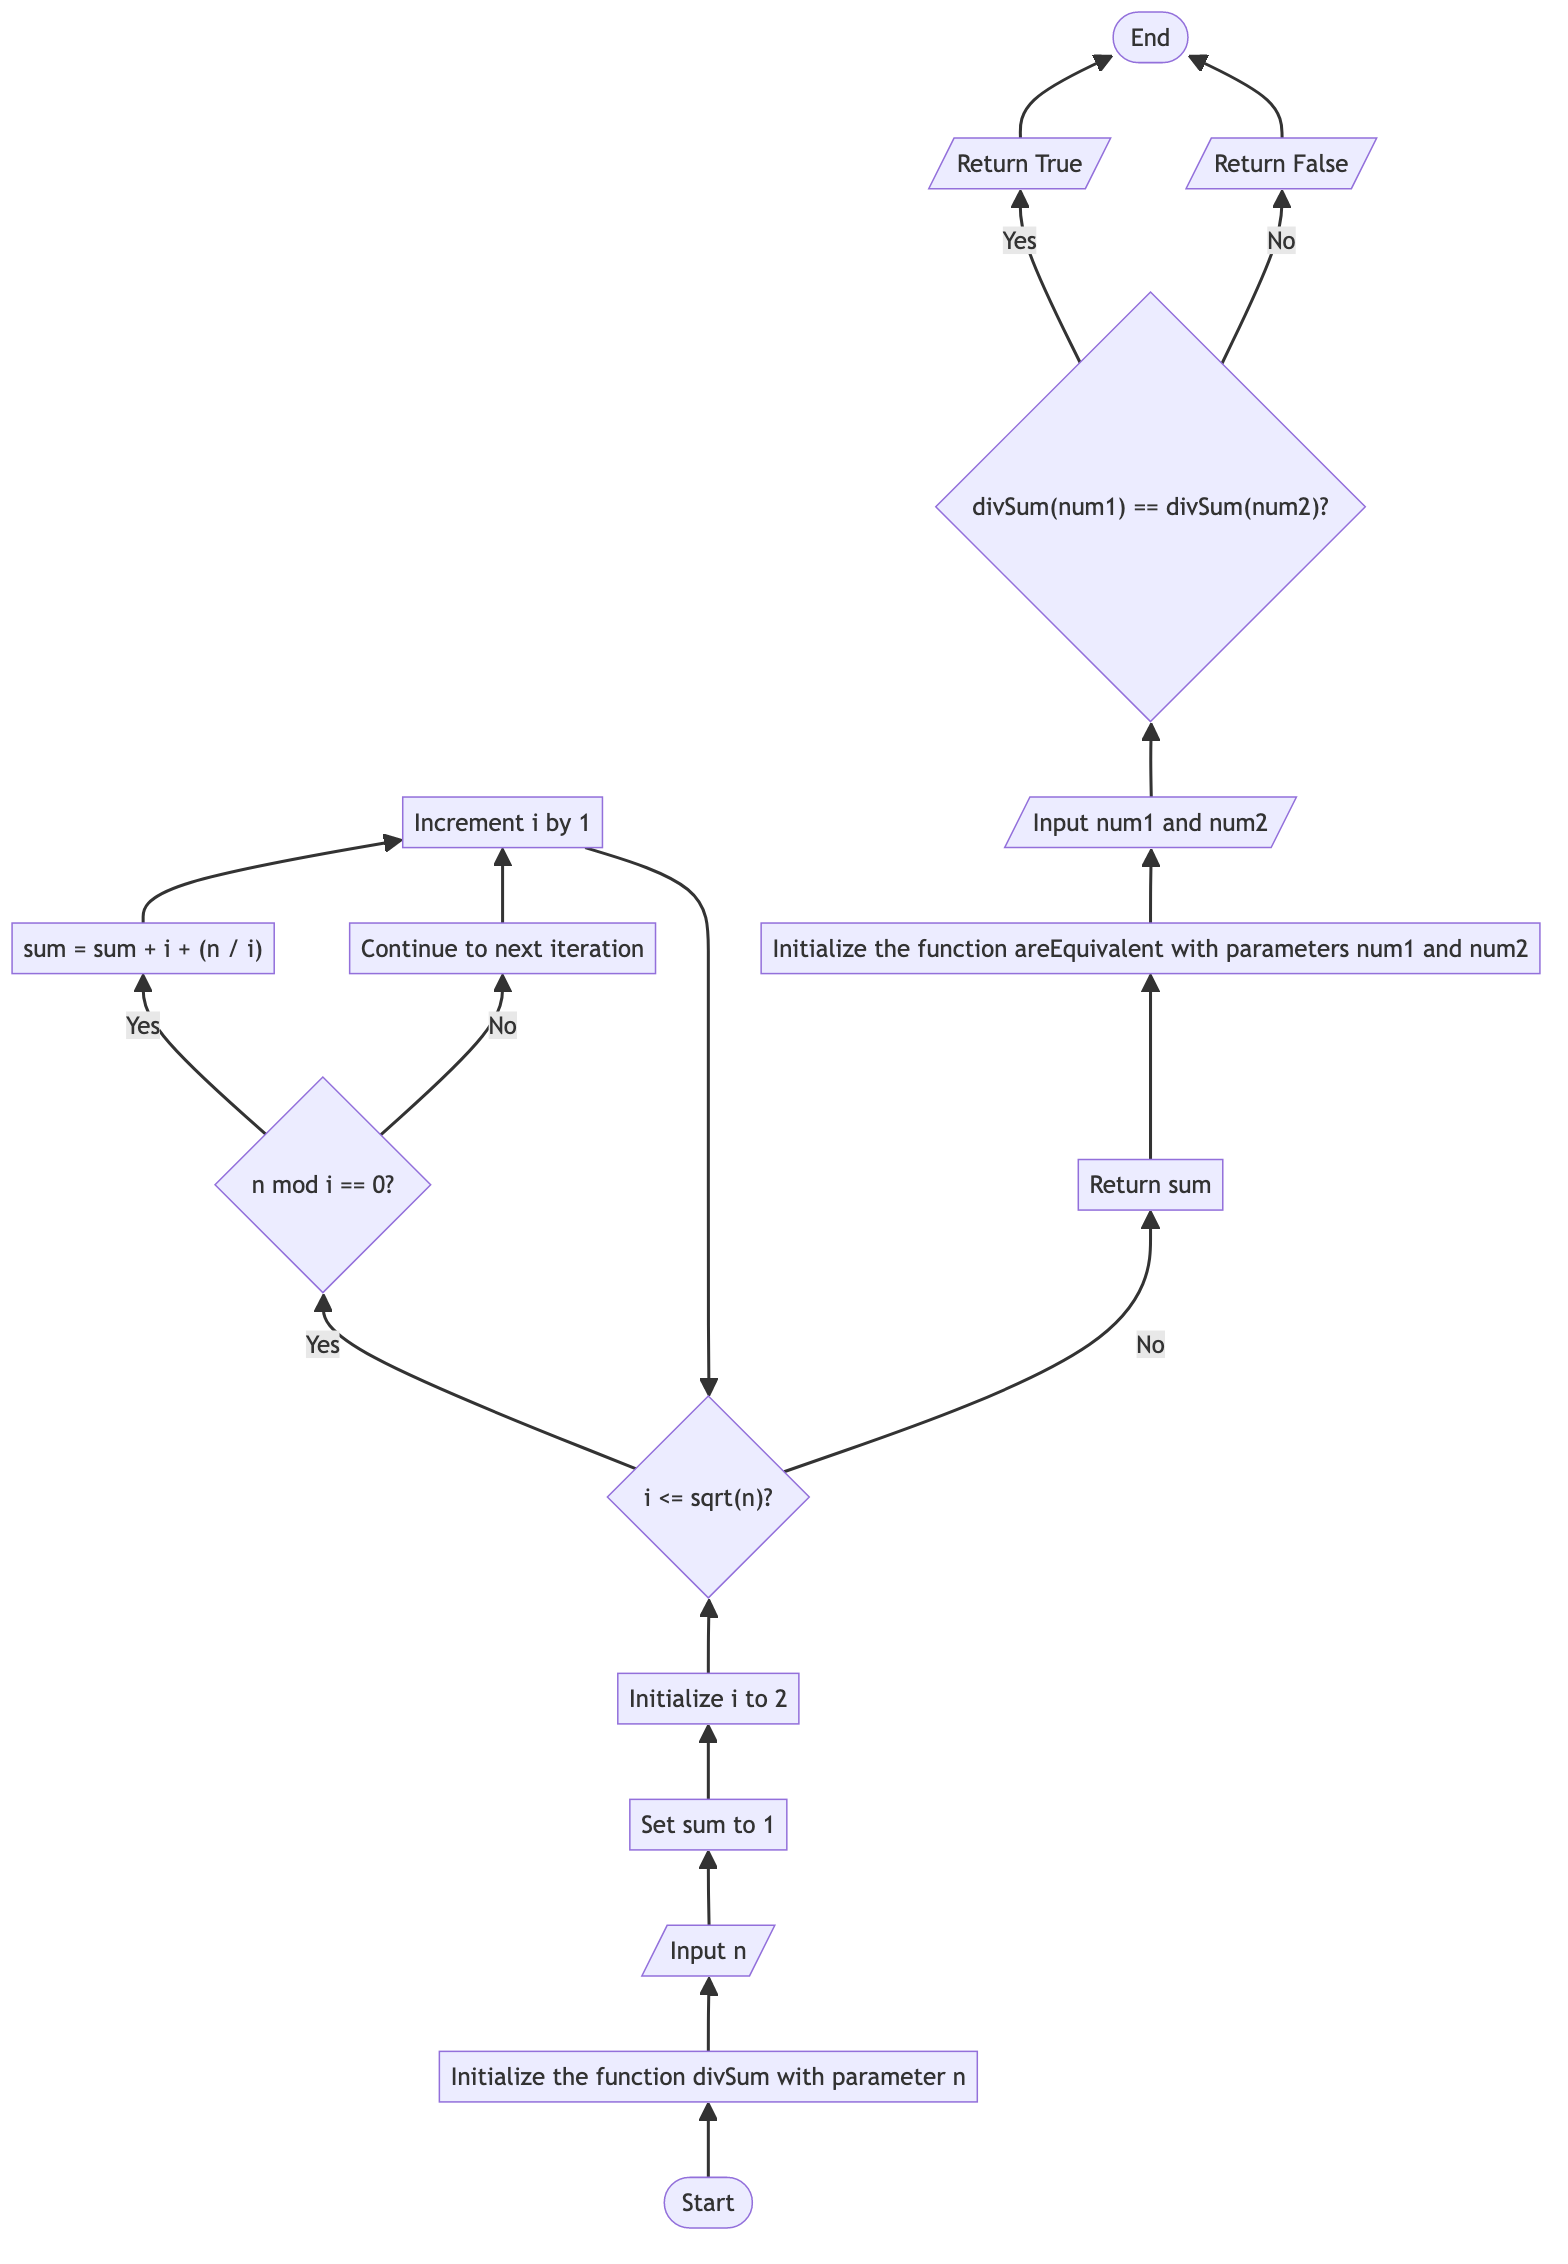 End
Return True
Return False
Yes
No
divSum(num1) == divSum(num2)?
Increment i by 1
Input num1 and num2
sum = sum + i + (n / i)
Continue to next iteration
Initialize the function areEquivalent with parameters num1 and num2
Yes
No
n mod i == 0?
Return sum
Yes
No
i <= sqrt(n)?
Initialize i to 2
Set sum to 1
Input n
Initialize the function divSum with parameter n
Start